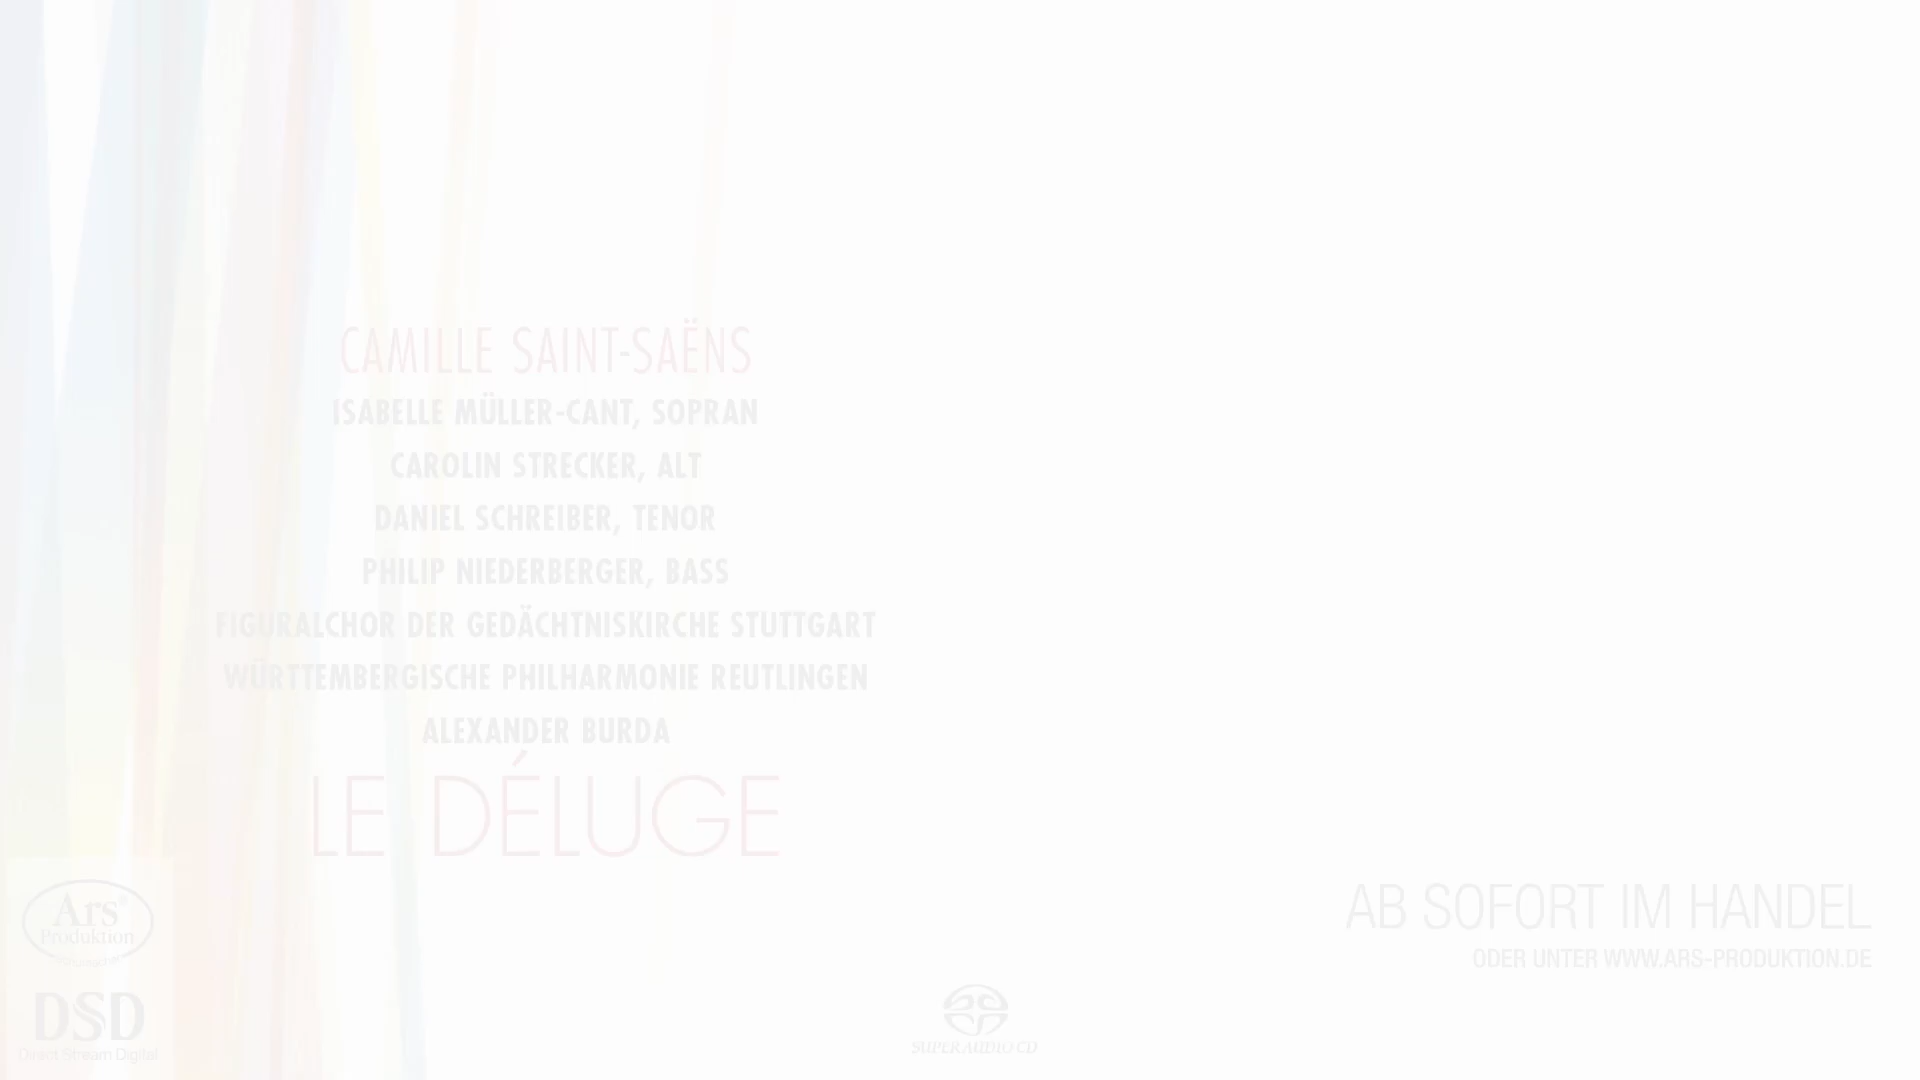 CAMILLE SAINT-SAËNS
ISABELLE MÜLLER-CANT, SOPRAN
CAROLIN STRECKER, ALT
DANIEL SCHREIBER, TENOR
PHILIP NIEDERBERGER, BASS
FIGURALCHOR DER GEDÄCHTNISKIRCHE STUTTGART
WÜRTTEMBERGISCHE PHILHARMONIE REUTLINGEN
ALEXANDER BURDA
LE DÉLUGE
Ars®
Produktion
DSD
Direct Stream Digital
SUPER AUDIO CD
AB SOFORT IM HANDEL
ODER UNTER WWW.ARS-PRODUKTION.DE